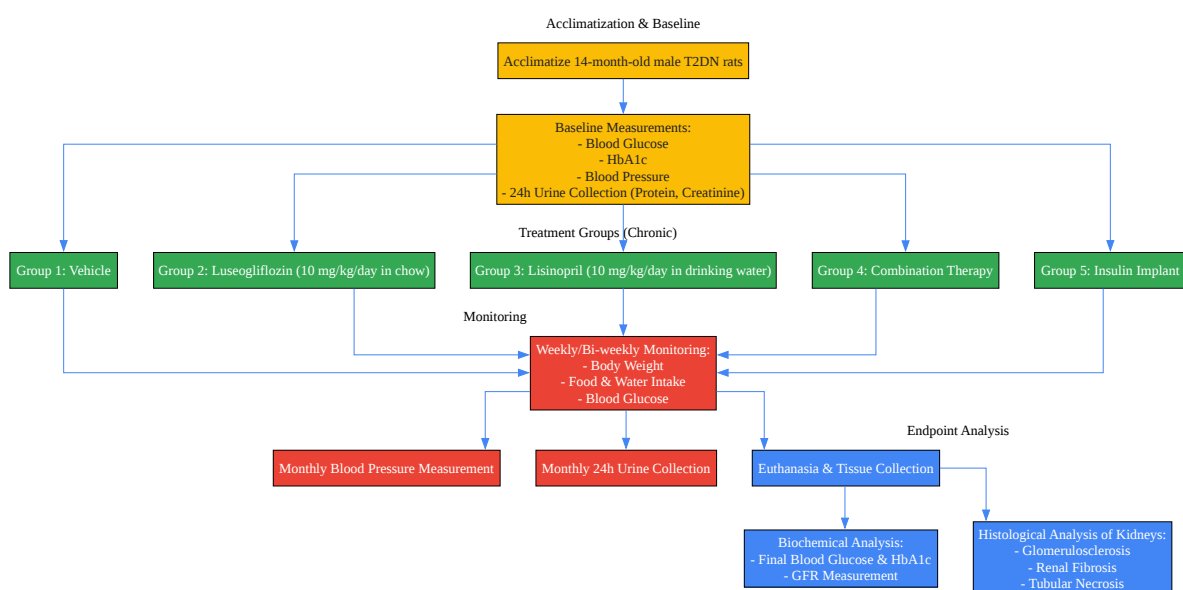 Acclimatization & Baseline
Acclimatize 14-month-old male T2DN rats
Baseline Measurements:
- Blood Glucose
- HbA1c
- Blood Pressure
- 24h Urine Collection (Protein, Creatinine)
Treatment Groups (Chronic)
Group 1: Vehicle
Group 2: Luseogliflozin (10 mg/kg/day in chow)
Group 3: Lisinopril (10 mg/kg/day in drinking water)
Group 4: Combination Therapy
Group 5: Insulin Implant
Monitoring
Weekly/Bi-weekly Monitoring:
- Body Weight
- Food & Water Intake
- Blood Glucose
Endpoint Analysis
Monthly Blood Pressure Measurement
Monthly 24h Urine Collection
Euthanasia & Tissue Collection
Biochemical Analysis:
- Final Blood Glucose & HbA1c
- GFR Measurement
Histological Analysis of Kidneys:
- Glomerulosclerosis
- Renal Fibrosis
- Tubular Necrosis